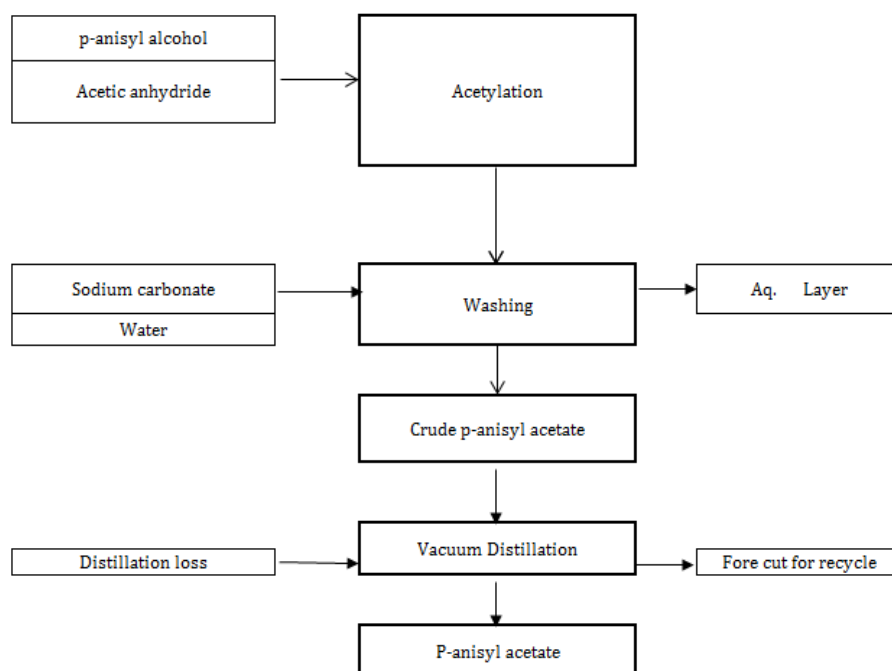 p-anisyl alcohol
Acetic anhydride
Acetylation
Sodium carbonate
Water
Washing
Aq. Layer
Crude p-anisyl acetate
Distillation loss
Vacuum Distillation
Fore cut for recycle
P-anisyl acetate